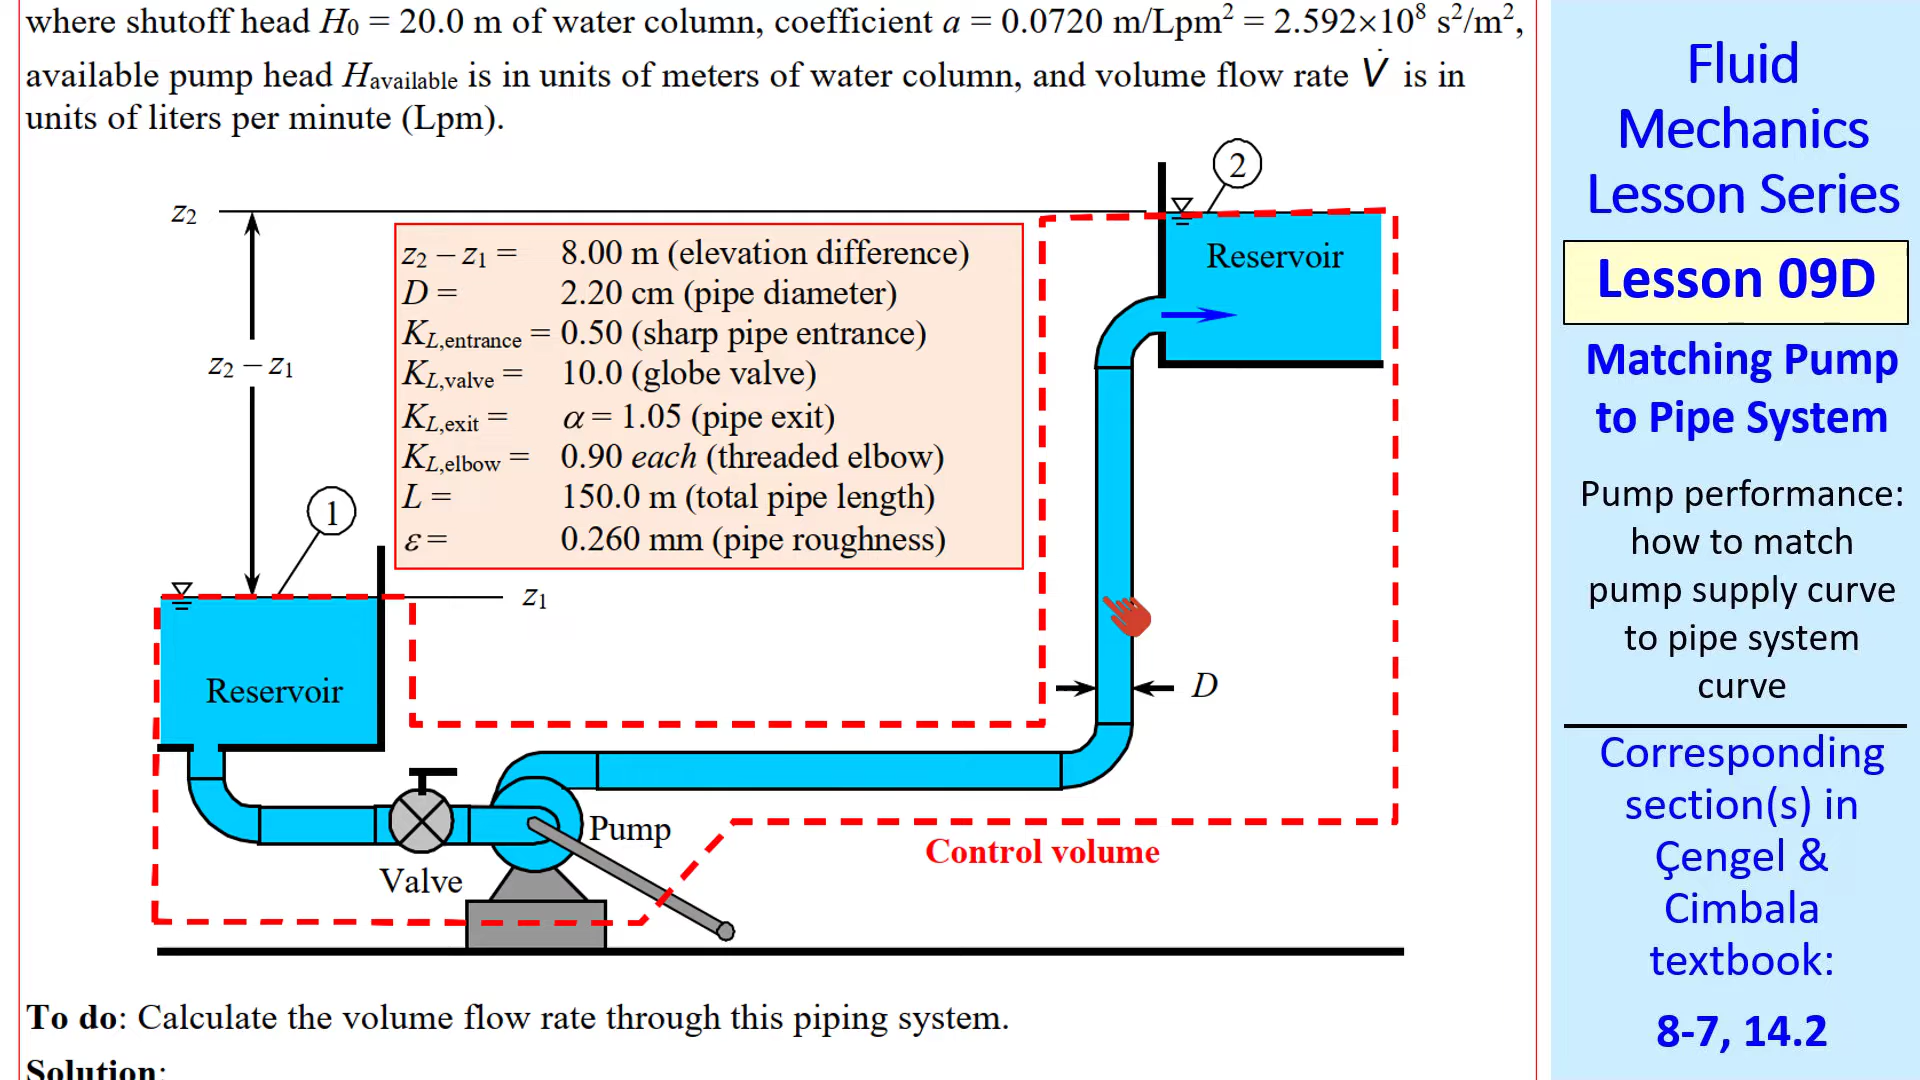 where shutoff head H₀ = 20.0 m of water column, coefficient a = 0.0720 m/Lpm² = 2.592×10⁸ s²/m²,
available pump head H_available is in units of meters of water column, and volume flow rate V̇ is in
units of liters per minute (Lpm).
2
z₂
z₂ – z₁ = 8.00 m (elevation difference)
D = 2.20 cm (pipe diameter)
K_L,entrance = 0.50 (sharp pipe entrance)
K_L,valve = 10.0 (globe valve)
K_L,exit = α = 1.05 (pipe exit)
K_L,elbow = 0.90 each (threaded elbow)
L = 150.0 m (total pipe length)
ε = 0.260 mm (pipe roughness)
Reservoir
z₂ – z₁
1
z₁
Reservoir
D
Pump
Valve
Control volume
To do: Calculate the volume flow rate through this piping system.
Solution:
Fluid
Mechanics
Lesson Series
Lesson 09D
Matching Pump
to Pipe System
Pump performance:
how to match
pump supply curve
to pipe system
curve
Corresponding
section(s) in
Çengel &
Cimbala
textbook:
8-7, 14.2